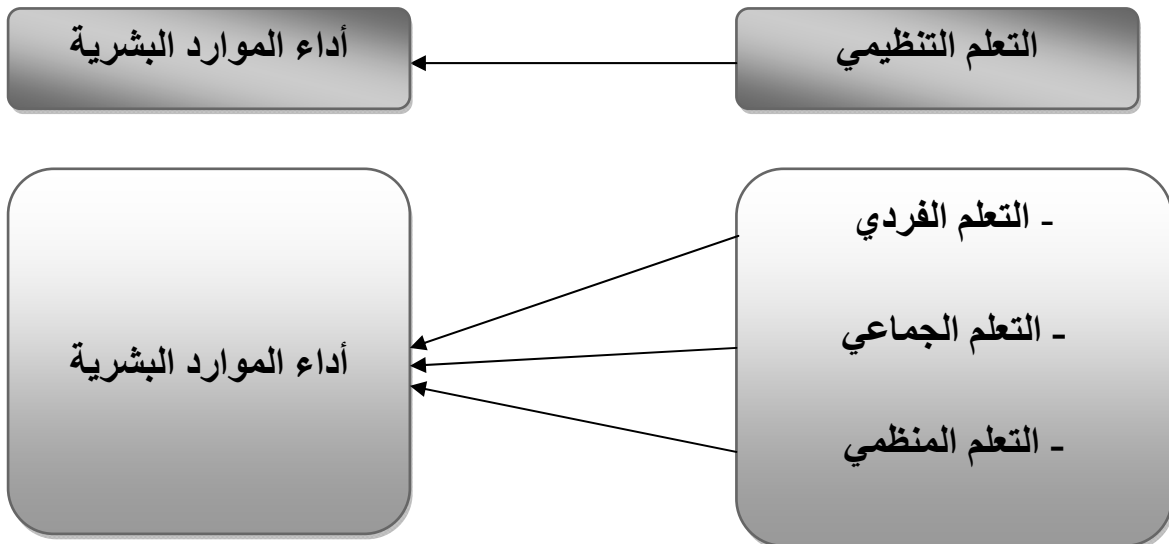 التعلم التنظيمي
أداء الموارد البشرية
- التعلم الفردي
- التعلم الجماعي
- التعلم المنظمي
أداء الموارد البشرية